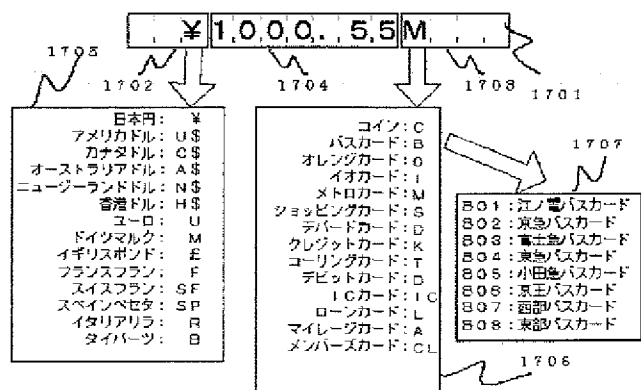 ¥1,000.55M
1705
1702
1704
1703
1701
日本円: ¥
アメリカドル: U$
カナダドル: C$
オーストラリアドル: A$
ニュージーランドドル: N$
香港ドル: H$
ユーロ: U
ドイツマルク: M
イギリスポンド: £
フランスフラン: F
スイスフラン: SF
スペインペセタ: SP
イタリアリラ: R
タイバーツ: B
コイン: C
バスカード: B
オレンジカード: O
イオカード: I
メトロカード: M
ショッピングカード: S
デパートカード: D
クレジットカード: K
コーリングカード: T
デビットカード: D
ICカード: IC
ローンカード: L
マイレージカード: A
メンバーズカード: CL
1706
1707
801:江ノ電バスカード
802:京急バスカード
803:富士急バスカード
804:東急バスカード
805:小田急バスカード
806:京王バスカード
807:西部バスカード
808:東部バスカード